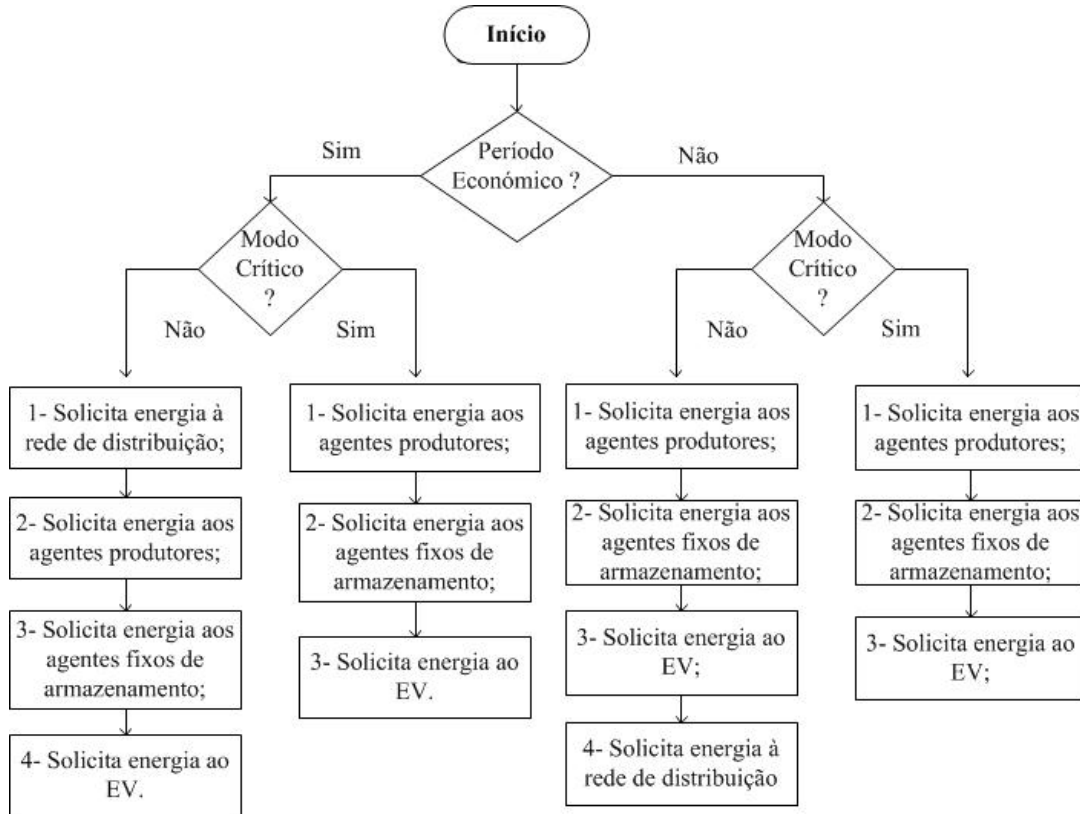 Início
Período
Económico ?
Sim
Não
Modo
Crítico
?
Não
Sim
1- Solicita energia à
rede de distribuição;
2- Solicita energia aos
agentes produtores;
3- Solicita energia aos
agentes fixos de
armazenamento;
4- Solicita energia ao
EV.
1- Solicita energia aos
agentes produtores;
2- Solicita energia aos
agentes fixos de
armazenamento;
3- Solicita energia ao
EV.
Modo
Crítico
?
Não
Sim
1- Solicita energia aos
agentes produtores;
2- Solicita energia aos
agentes fixos de
armazenamento;
3- Solicita energia ao
EV;
4- Solicita energia à
rede de distribuição
1- Solicita energia aos
agentes produtores;
2- Solicita energia aos
agentes fixos de
armazenamento;
3- Solicita energia ao
EV;